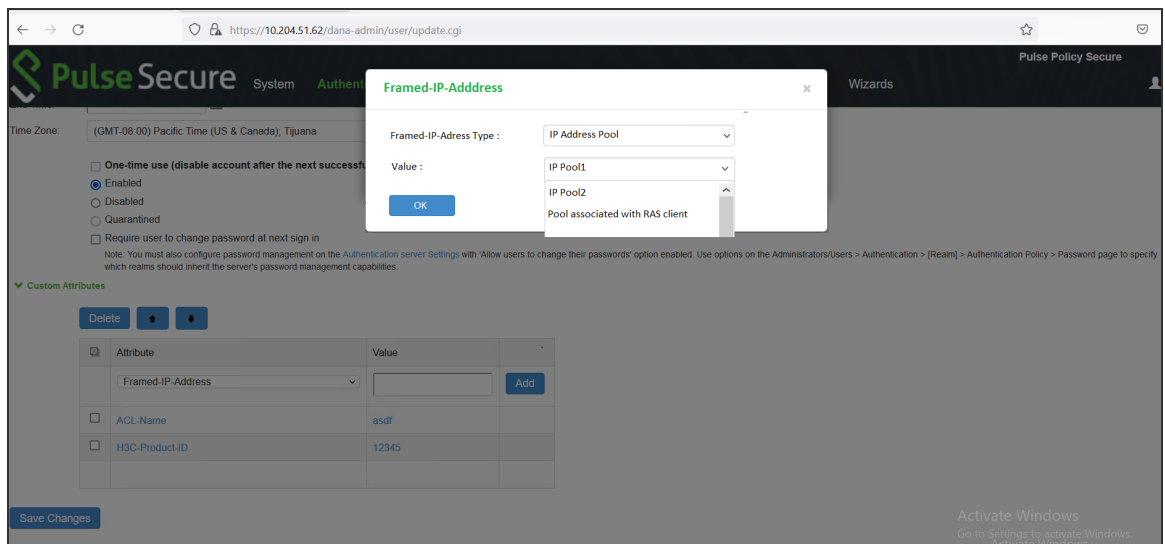 https://10.204.51.62/dana-admin/user/update.cgi
Pulse Policy Secure
Pulse Secure System Authent Wizards
Framed-IP-Adddress ×
Time Zone: (GMT-08:00) Pacific Time (US & Canada); Tijuana
Framed-IP-Adress Type : IP Address Pool
One-time use (disable account after the next successfu
Value : IP Pool1
Enabled
IP Pool2
Disabled
OK
Pool associated with RAS client
Quarantined
Require user to change password at next sign in
Note: You must also configure password management on the Authentication server Settings with 'Allow users to change their passwords' option enabled. Use options on the Administrators/Users > Authentication > [Realm] > Authentication Policy > Password page to specify
which realms should inherit the server's password management capabilities.
Custom Attributes
Delete
Attribute Value
Framed-IP-Address Add
ACL-Name asdf
H3C-Product-ID 12345
Save Changes
Activate Windows
Go to Settings to activate Windows.
Activate Windows